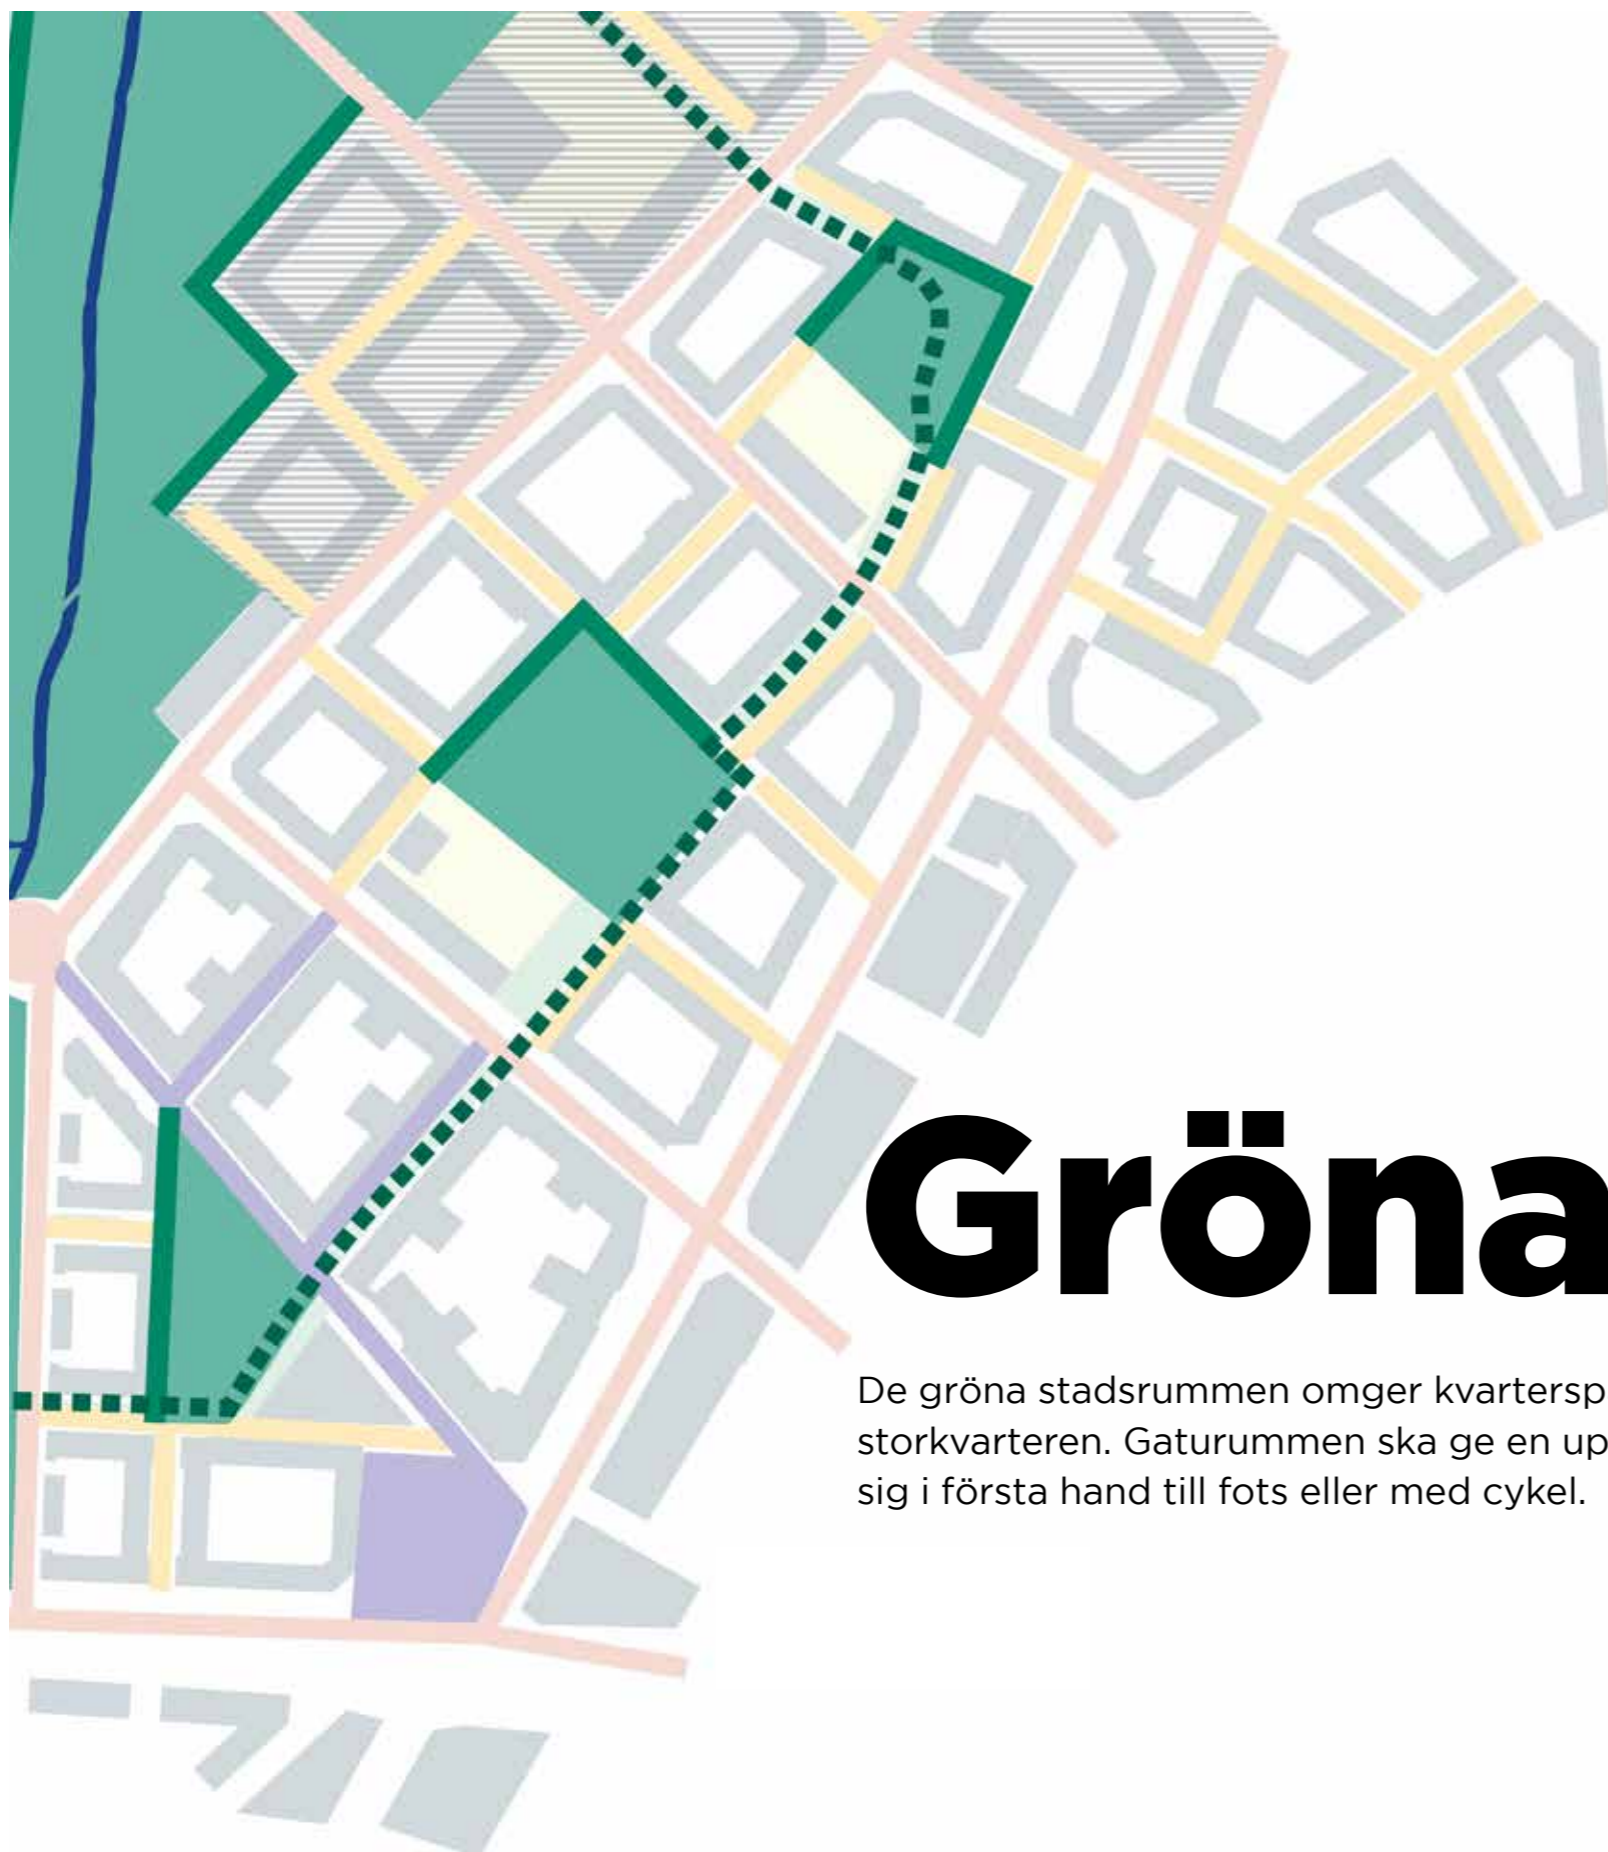 Gröna
De gröna stadsrummen omger kvartersp
storkvarteren. Gaturummen ska ge en up
sig i första hand till fots eller med cykel.